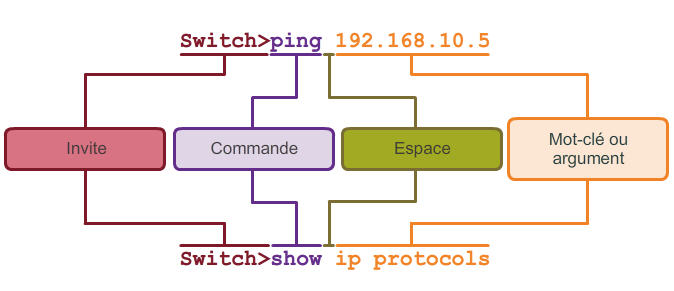 Switch>ping 192.168.10.5
Invite
Commande
Espace
Mot-clé ou
argument
Switch>show ip protocols